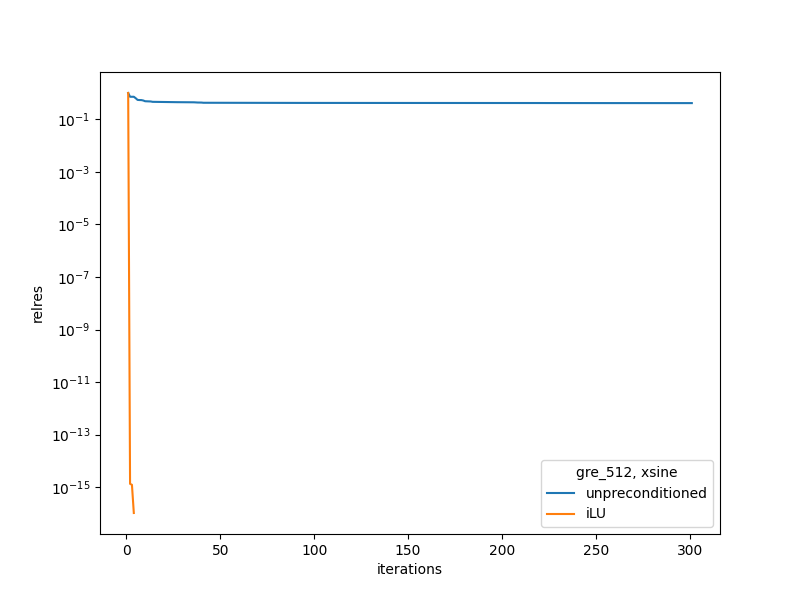 10⁻¹
10⁻³
10⁻⁵
10⁻⁷
10⁻⁹
10⁻¹¹
10⁻¹³
10⁻¹⁵
relres
0 50 100 150 200 250 300
iterations
gre_512, xsine
unpreconditioned
iLU